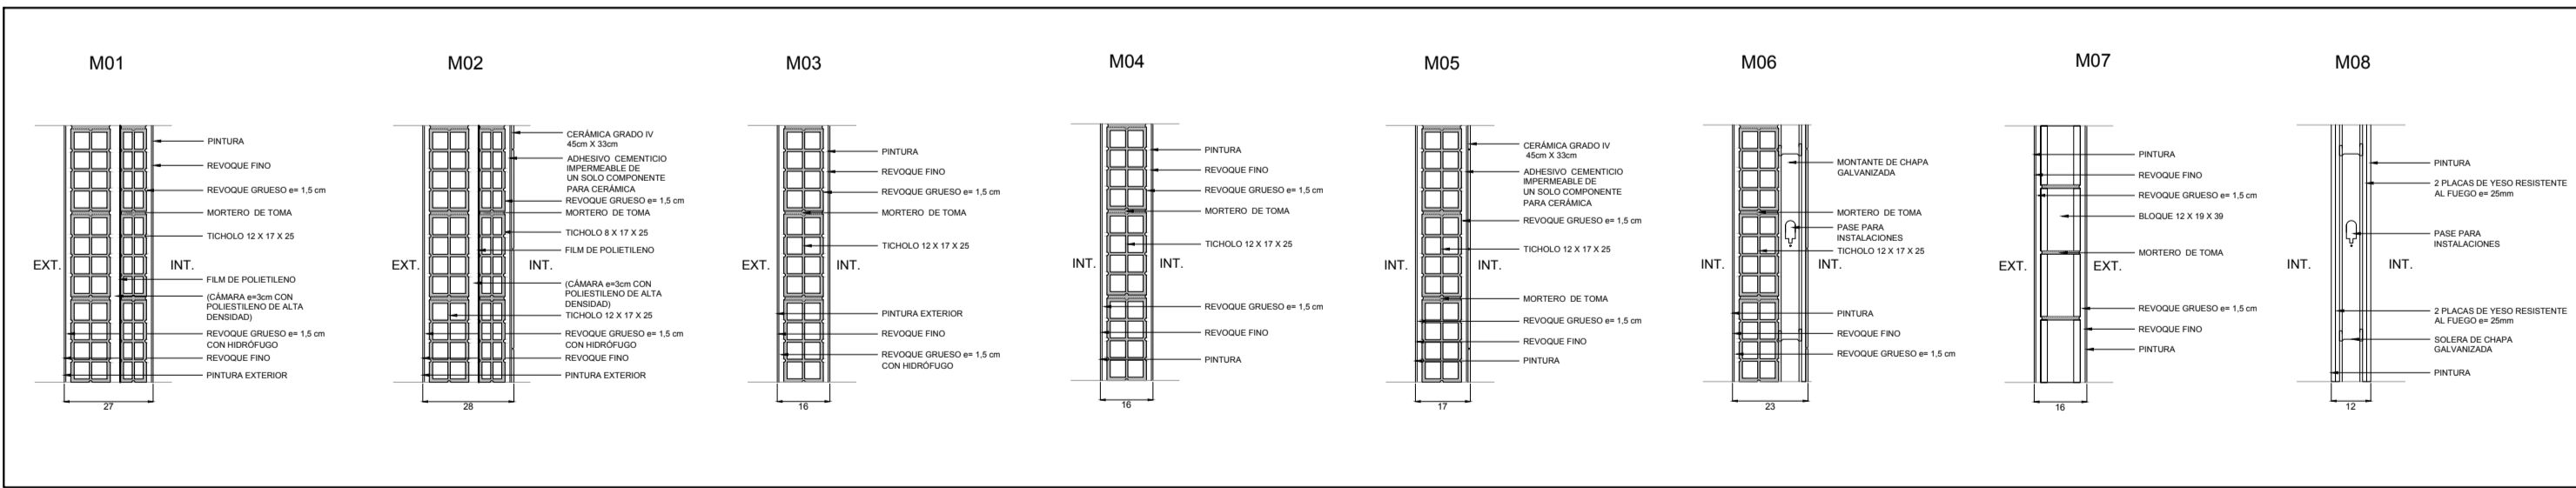 M01
PINTURA
REVOQUE FINO
REVOQUE GRUESO e= 1,5 cm
MORTERO DE TOMA
TICHOLO 12 X 17 X 25
EXT.
INT.
FILM DE POLIETILENO
(CÁMARA e=3cm CON
POLIESTILENO DE ALTA
DENSIDAD)
REVOQUE GRUESO e= 1,5 cm
CON HIDRÓFUGO
REVOQUE FINO
PINTURA EXTERIOR
27
M02
CERÁMICA GRADO IV
45cm X 33cm
ADHESIVO CEMENTICIO
IMPERMEABLE DE
UN SOLO COMPONENTE
PARA CERÁMICA
REVOQUE GRUESO e= 1,5 cm
MORTERO DE TOMA
TICHOLO 8 X 17 X 25
FILM DE POLIETILENO
EXT.
INT.
(CÁMARA e=3cm CON
POLIESTILENO DE ALTA
DENSIDAD)
TICHOLO 12 X 17 X 25
REVOQUE GRUESO e= 1,5 cm
CON HIDRÓFUGO
REVOQUE FINO
PINTURA EXTERIOR
28
M03
PINTURA
REVOQUE FINO
REVOQUE GRUESO e= 1,5 cm
MORTERO DE TOMA
TICHOLO 12 X 17 X 25
EXT.
INT.
PINTURA EXTERIOR
REVOQUE FINO
REVOQUE GRUESO e= 1,5 cm
CON HIDRÓFUGO
16
M04
PINTURA
REVOQUE FINO
REVOQUE GRUESO e= 1,5 cm
MORTERO DE TOMA
TICHOLO 12 X 17 X 25
INT.
INT.
REVOQUE GRUESO e= 1,5 cm
REVOQUE FINO
PINTURA
16
M05
CERÁMICA GRADO IV
45cm X 33cm
ADHESIVO CEMENTICIO
IMPERMEABLE DE
UN SOLO COMPONENTE
PARA CERÁMICA
REVOQUE GRUESO e= 1,5 cm
TICHOLO 12 X 17 X 25
INT.
INT.
MORTERO DE TOMA
REVOQUE GRUESO e= 1,5 cm
REVOQUE FINO
PINTURA
17
M06
MONTANTE DE CHAPA
GALVANIZADA
MORTERO DE TOMA
PASE PARA
INSTALACIONES
TICHOLO 12 X 17 X 25
INT.
INT.
PINTURA
REVOQUE FINO
REVOQUE GRUESO e= 1,5 cm
23
M07
PINTURA
REVOQUE FINO
REVOQUE GRUESO e= 1,5 cm
BLOQUE 12 X 19 X 39
MORTERO DE TOMA
EXT.
EXT.
REVOQUE GRUESO e= 1,5 cm
REVOQUE FINO
PINTURA
16
M08
PINTURA
2 PLACAS DE YESO RESISTENTE
AL FUEGO e= 25mm
PASE PARA
INSTALACIONES
INT.
INT.
2 PLACAS DE YESO RESISTENTE
AL FUEGO e= 25mm
SOLERA DE CHAPA
GALVANIZADA
PINTURA
12